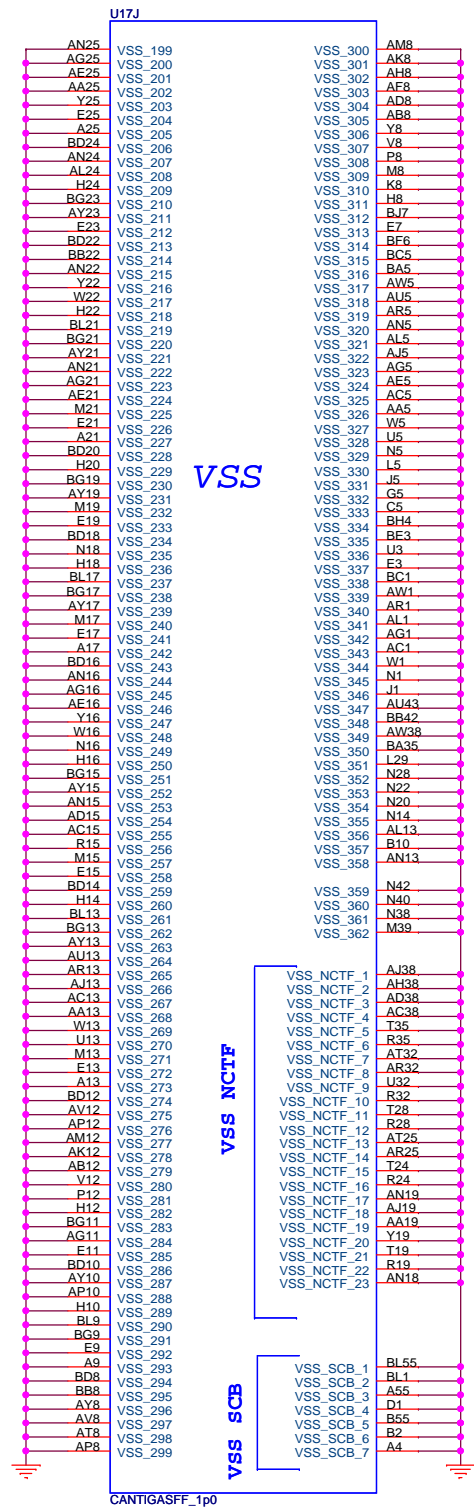 U17J
AN25 VSS_199 VSS_300 AM8
AG25 VSS_200 VSS_301 AK8
AE25 VSS_201 VSS_302 AH8
AA25 VSS_202 VSS_303 AF8
Y25 VSS_203 VSS_304 AD8
E25 VSS_204 VSS_305 AB8
A25 VSS_205 VSS_306 Y8
BD24 VSS_206 VSS_307 V8
AN24 VSS_207 VSS_308 P8
AL24 VSS_208 VSS_309 M8
H24 VSS_209 VSS_310 K8
BG23 VSS_210 VSS_311 H8
AY23 VSS_211 VSS_312 BJ7
E23 VSS_212 VSS_313 E7
BD22 VSS_213 VSS_314 BF6
BB22 VSS_214 VSS_315 BC5
AN22 VSS_215 VSS_316 BA5
Y22 VSS_216 VSS_317 AW5
W22 VSS_217 VSS_318 AU5
H22 VSS_218 VSS_319 AR5
BL21 VSS_219 VSS_320 AN5
BG21 VSS_220 VSS_321 AL5
AY21 VSS_221 VSS_322 AJ5
AN21 VSS_222 VSS_323 AG5
AG21 VSS_223 VSS_324 AE5
AE21 VSS_224 VSS_325 AC5
M21 VSS_225 VSS_326 AA5
E21 VSS_226 VSS_327 W5
A21 VSS_227 VSS_328 U5
BD20 VSS_228 VSS_329 N5
H20 VSS_229 VSS_330 L5
BG19 VSS_230 VSS_331 J5
VSS
AY19 VSS_231 VSS_332 G5
M19 VSS_232 VSS_333 C5
E19 VSS_233 VSS_334 BH4
BD18 VSS_234 VSS_335 BE3
N18 VSS_235 VSS_336 U3
H18 VSS_236 VSS_337 E3
BL17 VSS_237 VSS_338 BC1
BG17 VSS_238 VSS_339 AW1
AY17 VSS_239 VSS_340 AR1
M17 VSS_240 VSS_341 AL1
E17 VSS_241 VSS_342 AG1
A17 VSS_242 VSS_343 AC1
BD16 VSS_243 VSS_344 W1
AN16 VSS_244 VSS_345 N1
AG16 VSS_245 VSS_346 J1
AE16 VSS_246 VSS_347 AU43
Y16 VSS_247 VSS_348 BB42
W16 VSS_248 VSS_349 AW38
N16 VSS_249 VSS_350 BA35
H16 VSS_250 VSS_351 L29
BG15 VSS_251 VSS_352 N28
AY15 VSS_252 VSS_353 N22
AN15 VSS_253 VSS_354 N20
AD15 VSS_254 VSS_355 N14
AC15 VSS_255 VSS_356 AL13
R15 VSS_256 VSS_357 B10
M15 VSS_257 VSS_358 AN13
E15 VSS_258
BD14 VSS_259 VSS_359 N42
H14 VSS_260 VSS_360 N40
BL13 VSS_261 VSS_361 N38
BG13 VSS_262 VSS_362 M39
AY13 VSS_263
AU13 VSS_264
AR13 VSS_265 VSS_NCTF_1 AJ38
AJ13 VSS_266 VSS_NCTF_2 AH38
AC13 VSS_267 VSS_NCTF_3 AD38
AA13 VSS_268 VSS_NCTF_4 AC38
W13 VSS_269 VSS_NCTF_5 T35
U13 VSS_270 VSS_NCTF_6 R35
M13 VSS_271 VSS_NCTF_7 AT32
E13 VSS_272 VSS_NCTF_8 AR32
A13 VSS_273 VSS_NCTF_9 U32
BD12 VSS_274 VSS_NCTF_10 R32
VSS NCTF
AV12 VSS_275 VSS_NCTF_11 T28
AP12 VSS_276 VSS_NCTF_12 R28
AM12 VSS_277 VSS_NCTF_13 AT25
AK12 VSS_278 VSS_NCTF_14 AR25
AB12 VSS_279 VSS_NCTF_15 T24
V12 VSS_280 VSS_NCTF_16 R24
P12 VSS_281 VSS_NCTF_17 AN19
H12 VSS_282 VSS_NCTF_18 AJ19
BG11 VSS_283 VSS_NCTF_19 AA19
AG11 VSS_284 VSS_NCTF_20 Y19
E11 VSS_285 VSS_NCTF_21 T19
BD10 VSS_286 VSS_NCTF_22 R19
AY10 VSS_287 VSS_NCTF_23 AN18
AP10 VSS_288
H10 VSS_289
BL9 VSS_290
BG9 VSS_291
E9 VSS_292
A9 VSS_293 VSS_SCB_1 BL55
BD8 VSS_294 VSS_SCB_2 BL1
BB8 VSS_295 VSS_SCB_3 A55
AY8 VSS_296 VSS_SCB_4 D1
VSS SCB
AV8 VSS_297 VSS_SCB_5 B55
AT8 VSS_298 VSS_SCB_6 B2
AP8 VSS_299 VSS_SCB_7 A4
CANTIGASFF_1p0